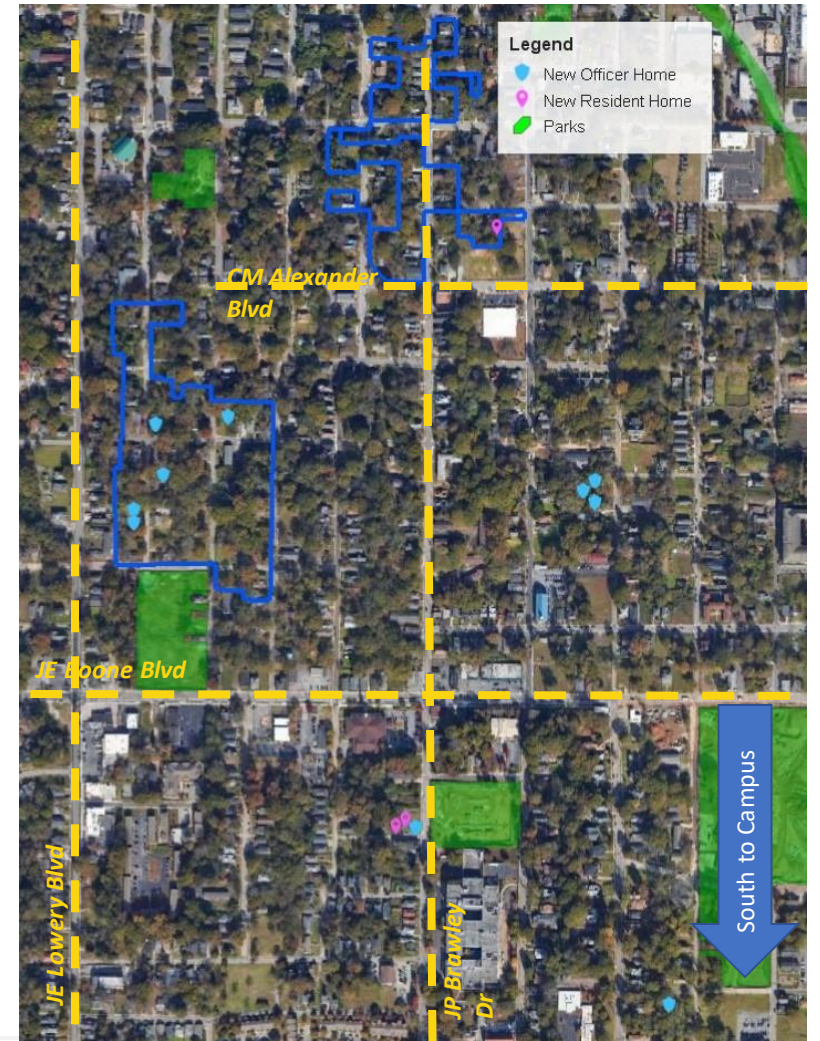 Legend
New Officer Home
New Resident Home
Parks
CM Alexander
Blvd
JE Boone Blvd
South to Campus
JE Lowery Blvd
JP Brawley
Dr